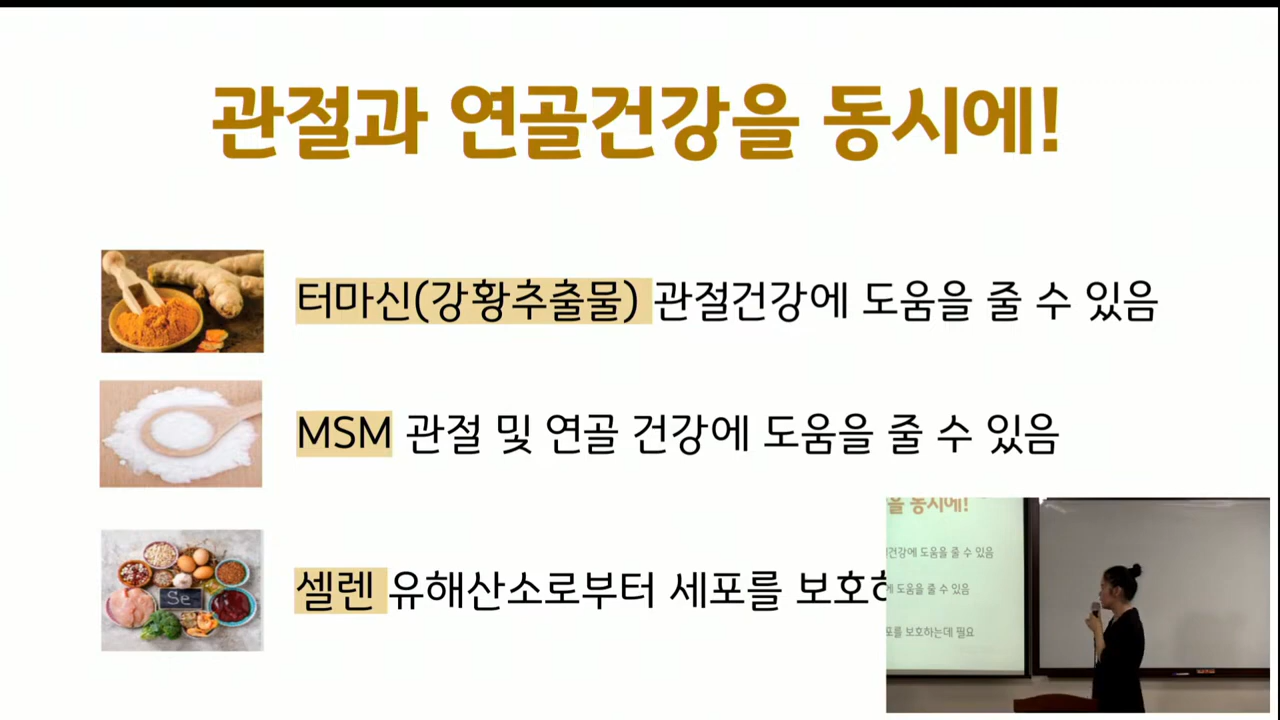 관절과 연골건강을 동시에!
터마신(강황추출물) 관절건강에 도움을 줄 수 있음
MSM 관절 및 연골 건강에 도움을 줄 수 있음
Se
셀렌 유해산소로부터 세포를 보호하
을 동시에!
건강에 도움을 줄 수 있음
에 도움을 줄 수 있음
포를 보호하는데 필요